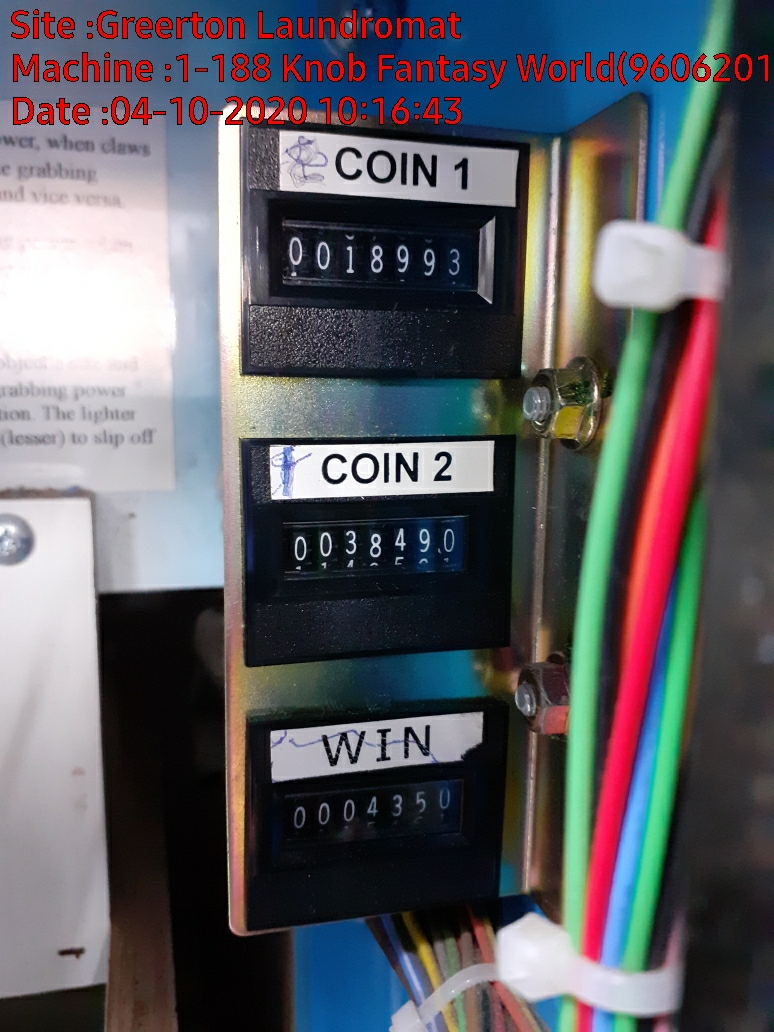 Site :Greerton Laundromat
Machine :1-188 Knob Fantasy World(9606201
Date :04-10-2020 10:16:43
ower, when claws
e grabbing
nd vice versa.
COIN 1
0018993
grabbing power
tion. The lighter
(lesser) to slip off
COIN 2
0038490
WIN
0004350